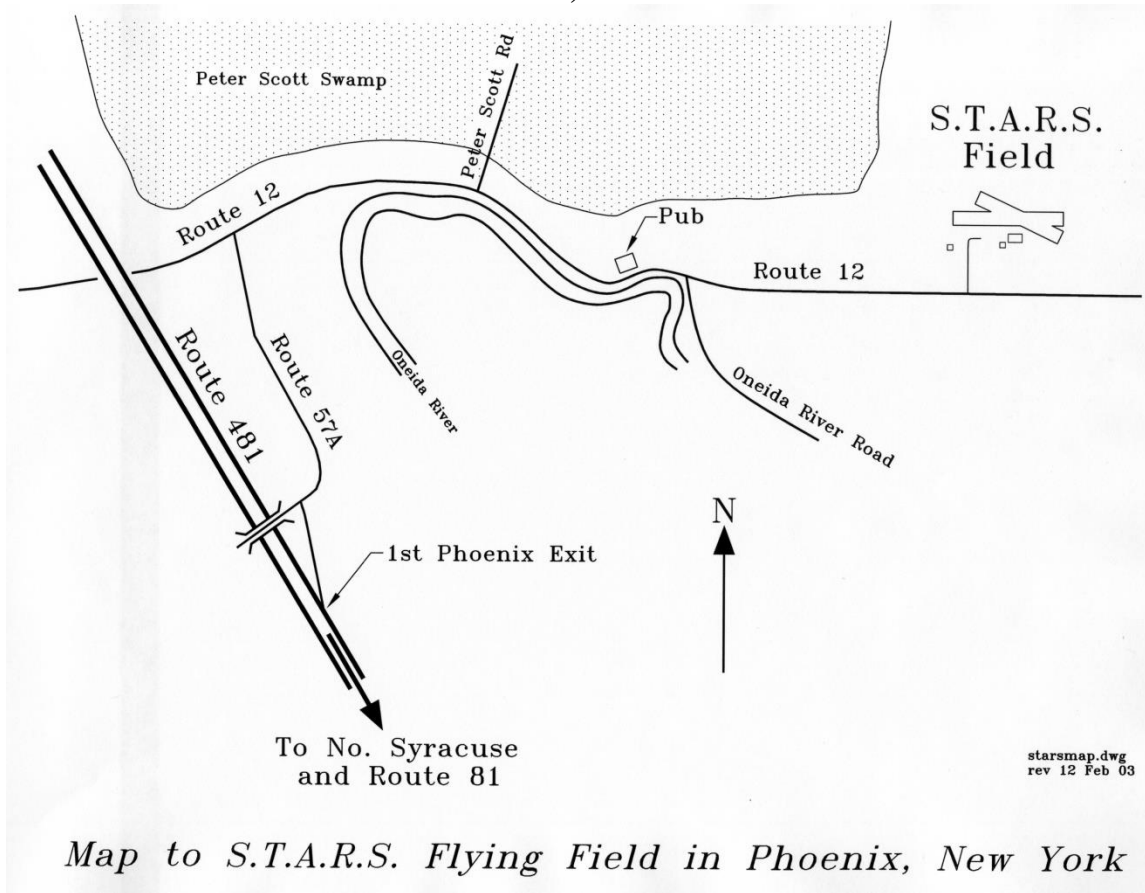 Peter Scott Swamp
Peter Scott Rd
S.T.A.R.S.
Field
Route 12
Pub
Route 12
Route 481
Route 57A
Oneida River
Oneida River Road
N
1st Phoenix Exit
To No. Syracuse
and Route 81
starsmap.dwg
rev 12 Feb 03
Map to S.T.A.R.S. Flying Field in Phoenix, New York